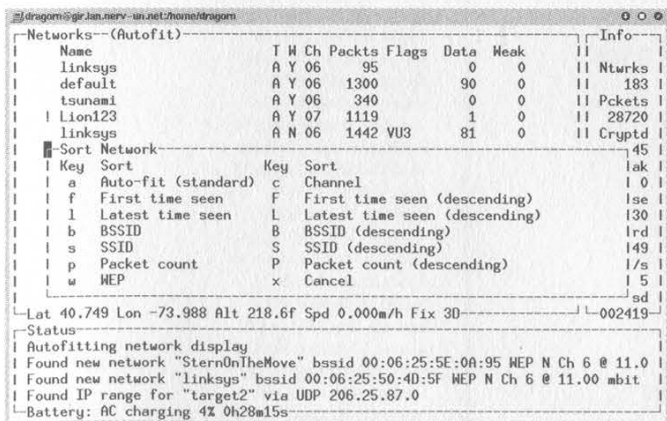 dragorn@gir.lan.nerv-un.net:/home/dragorn
Networks--(Autofit) Info
Name T W Ch Packts Flags Data Weak
linksys A Y 06 95 0 0 Ntwrks
default A Y 06 1300 90 0 183
tsunami A Y 06 340 0 0 Pckets
! Lion123 A Y 07 1119 1 0 28720
linksys A N 06 1442 VU3 81 0 Cryptd
Sort Network 45
Key Sort Key Sort ak
a Auto-fit (standard) c Channel 0
f First time seen F First time seen (descending) se
l Latest time seen L Latest time seen (descending) 30
b BSSID B BSSID (descending) rd
s SSID S SSID (descending) 49
p Packet count P Packet count (descending) /s
w WEP x Cancel 5
sd
Lat 40.749 Lon -73.988 Alt 218.6f Spd 0.000m/h Fix 3D 002419
Status
Autofitting network display
Found new network "SternOnTheMove" bssid 00:06:25:5E:0A:95 WEP N Ch 6 @ 11.0
Found new network "linksys" bssid 00:06:25:50:4D:5F WEP N Ch 6 @ 11.00 mbit
Found IP range for "target2" via UDP 206.25.87.0
Battery: AC charging 4% 0h28m15s